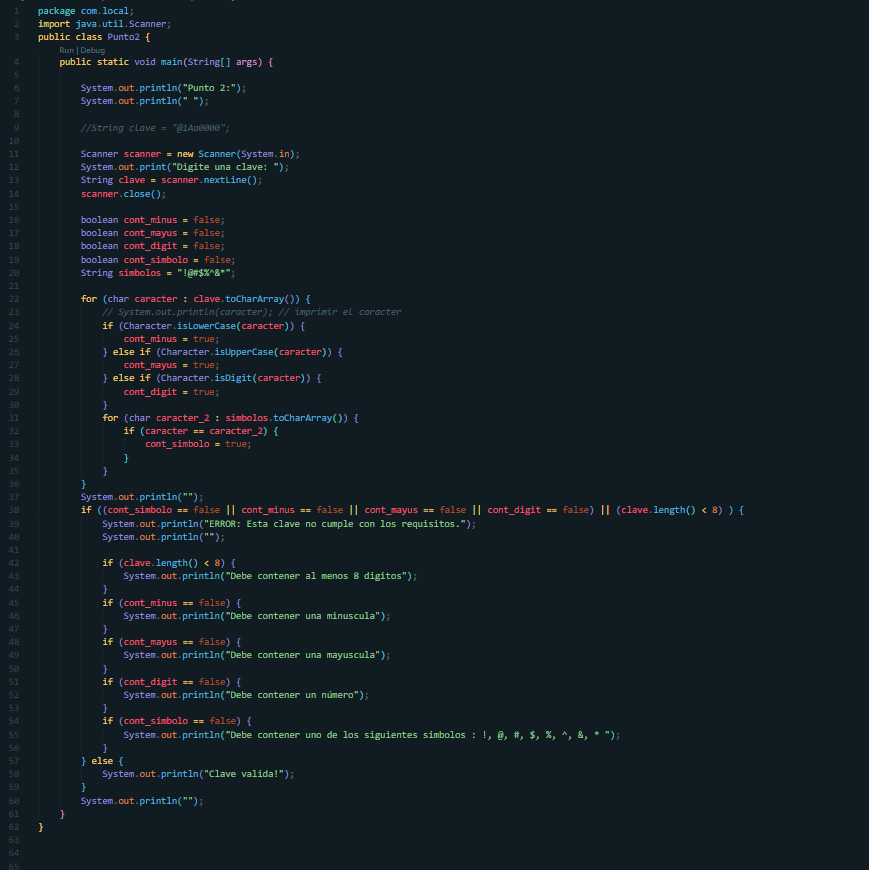 1 package com.local;
2 import java.util.Scanner;
3 public class Punto2 {
Run | Debug
4 public static void main(String[] args) {
5
6 System.out.println("Punto 2:");
7 System.out.println(" ");
8
9 //String clave = "@1Aa0000";
10
11 Scanner scanner = new Scanner(System.in);
12 System.out.print("Digite una clave: ");
13 String clave = scanner.nextLine();
14 scanner.close();
15
16 boolean cont_minus = false;
17 boolean cont_mayus = false;
18 boolean cont_digit = false;
19 boolean cont_simbolo = false;
20 String simbolos = "!@#$%^&*";
21
22 for (char caracter : clave.toCharArray()) {
23 // System.out.println(caracter); // imprimir el caracter
24 if (Character.isLowerCase(caracter)) {
25 cont_minus = true;
26 } else if (Character.isUpperCase(caracter)) {
27 cont_mayus = true;
28 } else if (Character.isDigit(caracter)) {
29 cont_digit = true;
30 }
31 for (char caracter_2 : simbolos.toCharArray()) {
32 if (caracter == caracter_2) {
33 cont_simbolo = true;
34 }
35 }
36 }
37 System.out.println("");
38 if ((cont_simbolo == false || cont_minus == false || cont_mayus == false || cont_digit == false) || (clave.length() < 8) ) {
39 System.out.println("ERROR: Esta clave no cumple con los requisitos.");
40 System.out.println("");
41
42 if (clave.length() < 8) {
43 System.out.println("Debe contener al menos 8 digitos");
44 }
45 if (cont_minus == false) {
46 System.out.println("Debe contener una minuscula");
47 }
48 if (cont_mayus == false) {
49 System.out.println("Debe contener una mayuscula");
50 }
51 if (cont_digit == false) {
52 System.out.println("Debe contener un número");
53 }
54 if (cont_simbolo == false) {
55 System.out.println("Debe contener uno de los siguientes simbolos : !, @, #, $, %, ^, &, * ");
56 }
57 } else {
58 System.out.println("Clave valida!");
59 }
60 System.out.println("");
61 }
62 }
63
64
65